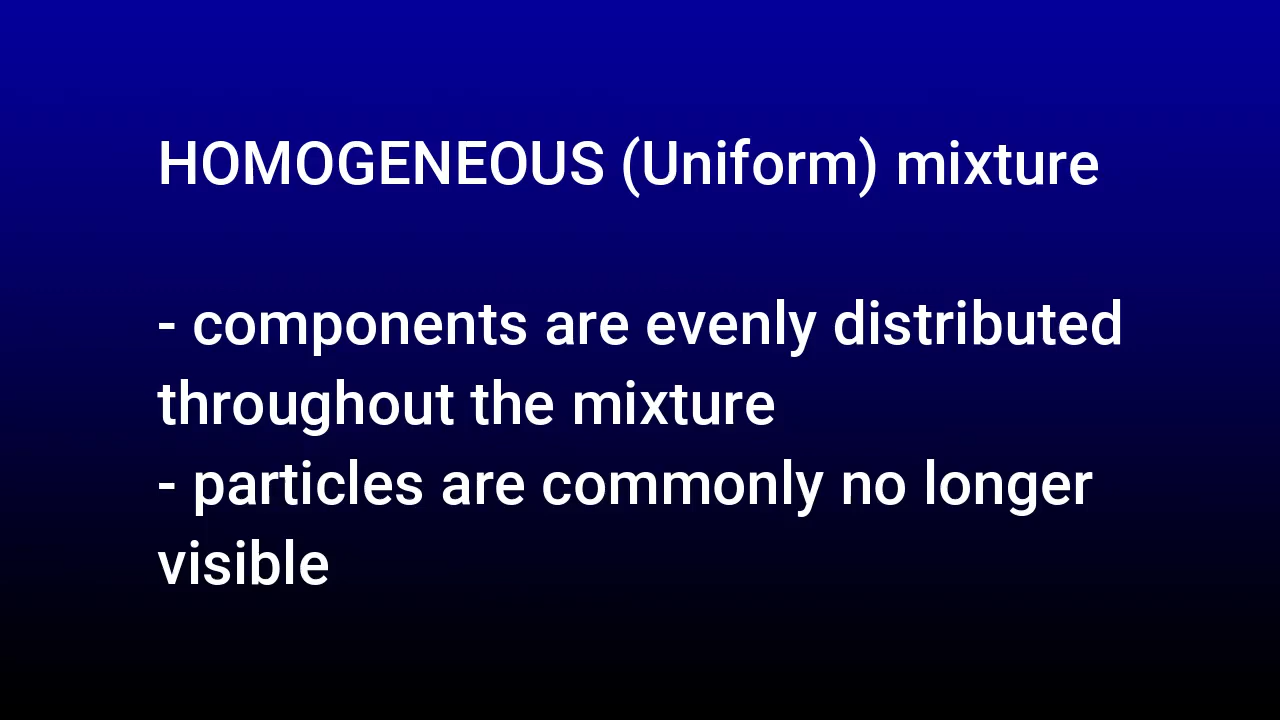 HOMOGENEOUS (Uniform) mixture
- components are evenly distributed
throughout the mixture
- particles are commonly no longer
visible